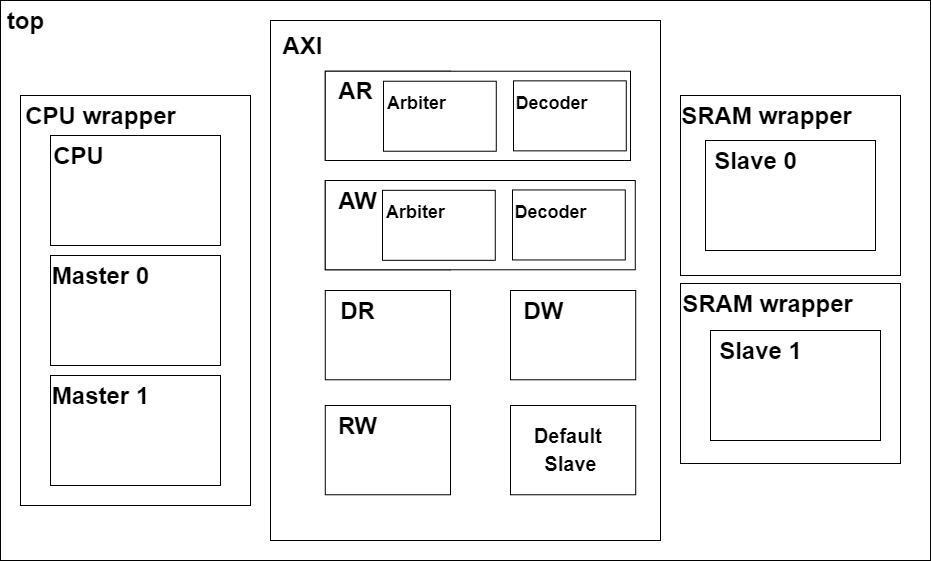 top
CPU wrapper
CPU
Master 0
Master 1
AXI
AR
Arbiter
Decoder
AW
Arbiter
Decoder
DR
DW
RW
Default
Slave
SRAM wrapper
Slave 0
SRAM wrapper
Slave 1